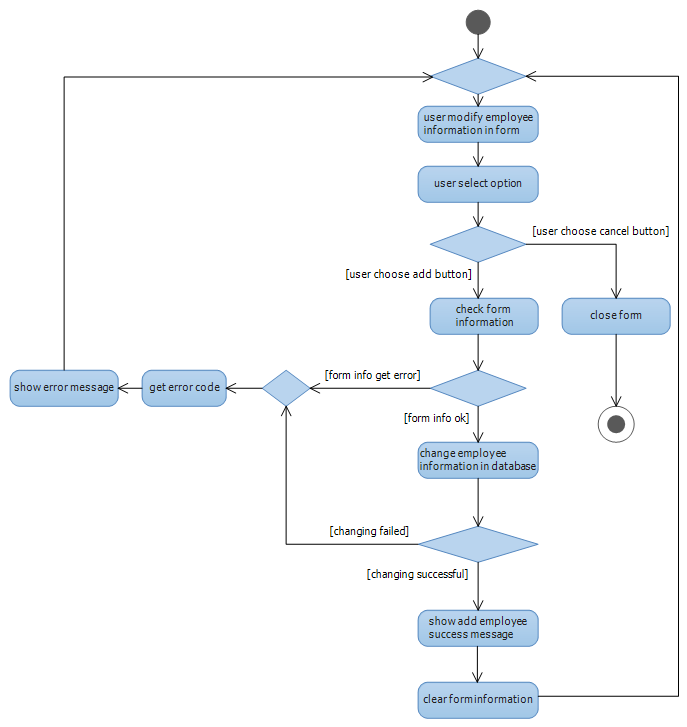 user modify employee
information in form
user select option
[user choose cancel button]
[user choose add button]
check form
information
close form
[form info get error]
show error message
get error code
[form info ok]
change employee
information in database
[changing failed]
[changing successful]
show add employee
success message
clear form information